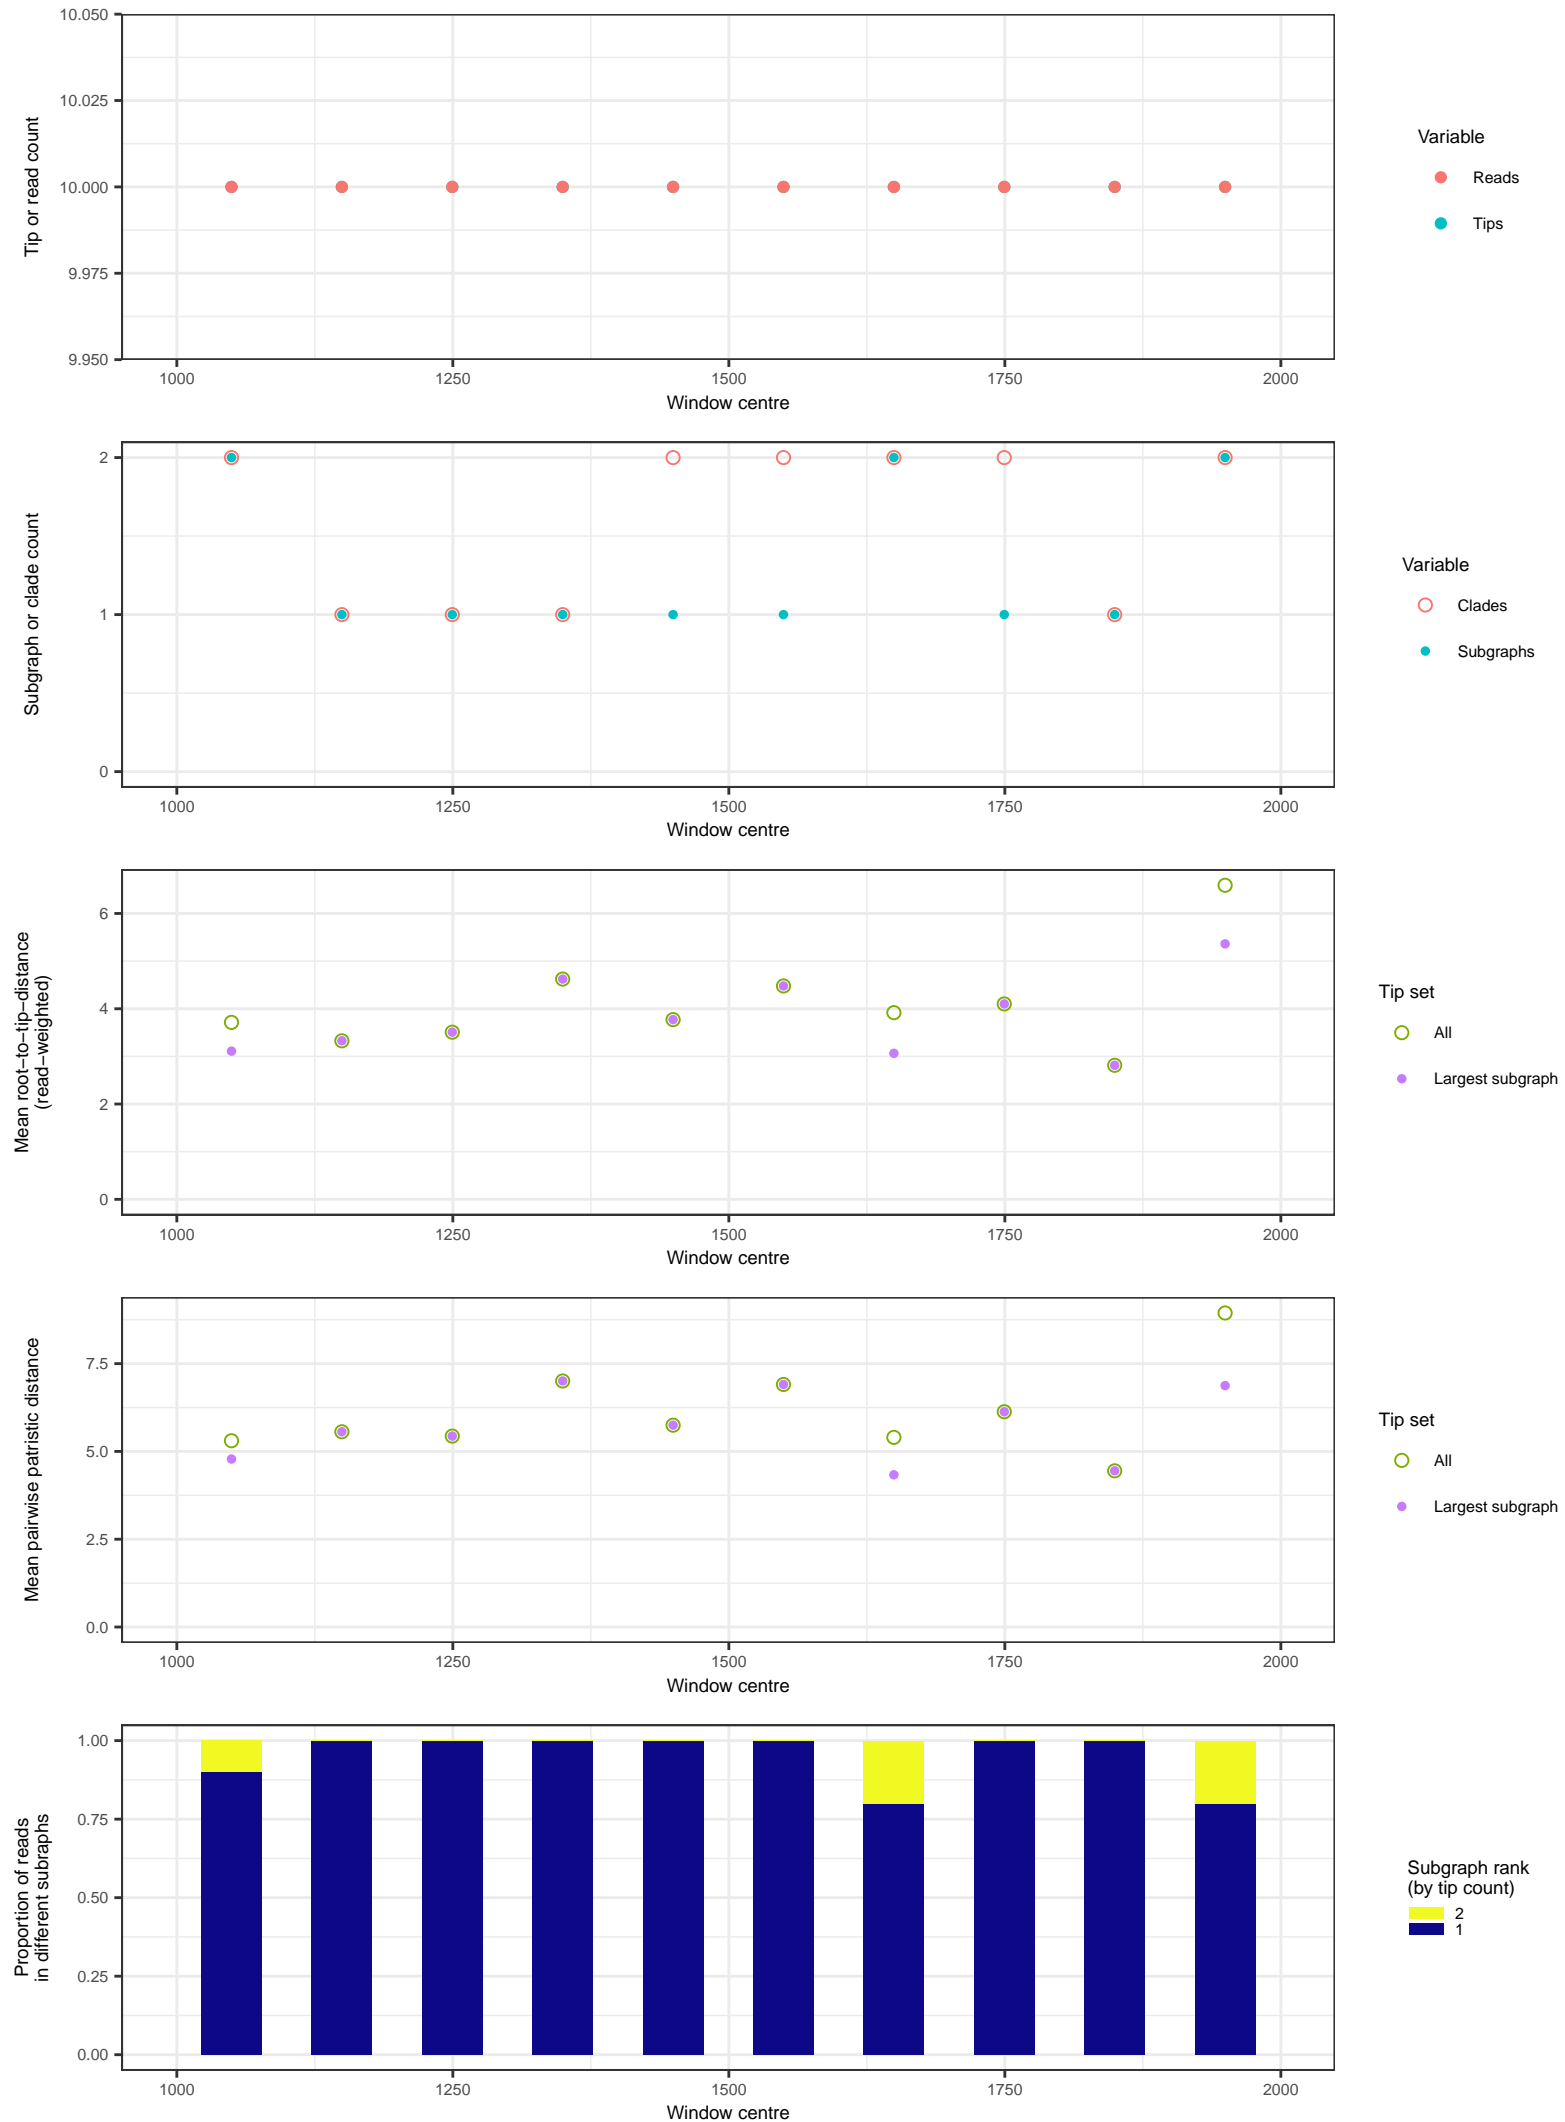 Tip or read count
10.050
10.025
10.000
9.975
9.950
1000 1250 1500 1750 2000
Window centre
Variable
Reads
Tips
Subgraph or clade count
2
1
0
1000 1250 1500 1750 2000
Window centre
Variable
Clades
Subgraphs
Mean root−to−tip−distance
(read−weighted)
6
4
2
0
1000 1250 1500 1750 2000
Window centre
Tip set
All
Largest subgraph
Mean pairwise patristic distance
7.5
5.0
2.5
0.0
1000 1250 1500 1750 2000
Window centre
Tip set
All
Largest subgraph
Proportion of reads
in different subraphs
1.00
0.75
0.50
0.25
0.00
1000 1250 1500 1750 2000
Window centre
Subgraph rank
(by tip count)
2
1